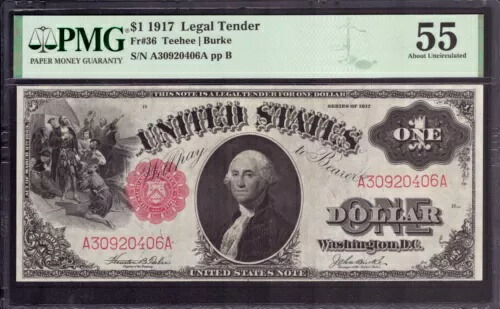 PMG
PAPER MONEY GUARANTY
$1 1917 Legal Tender
Fr#36 Teehee | Burke
S/N A30920406A pp B
55
About Uncirculated
THIS NOTE IS A LEGAL TENDER FOR ONE DOLLAR
SERIES OF 1917
UNITED STATES
ONE
Will pay to Bearer
A30920406A
A30920406A
ONE
DOLLAR
Washington, D.C.
UNITED STATES NOTE